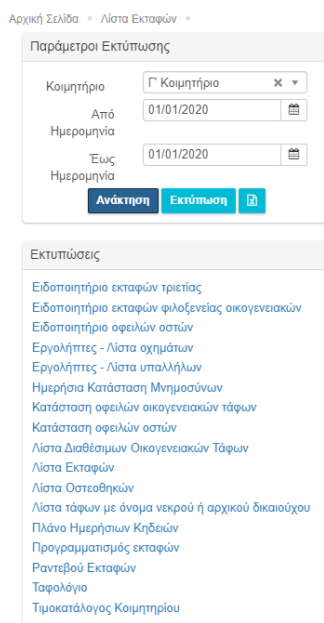 Αρχική Σελίδα Λίστα Εκταφών
Παράμετροι Εκτύπωσης
Κοιμητήριο Γ' Κοιμητήριο
Από
Ημερομηνία
01/01/2020
Έως
Ημερομηνία
01/01/2020
Ανάκτηση Εκτύπωση
Εκτυπώσεις
Ειδοποιητήριο εκταφών τριετίας
Ειδοποιητήριο εκταφών φιλοξενείας οικογενειακών
Ειδοποιητήριο οφειλών οστών
Εργολήπτες - Λίστα οχημάτων
Εργολήπτες - Λίστα υπαλλήλων
Ημερήσια Κατάσταση Μνημοσύνων
Κατάσταση οφειλών οικογενειακών τάφων
Κατάσταση οφειλών οστών
Λίστα Διαθέσιμων Οικογενειακών Τάφων
Λίστα Εκταφών
Λίστα Οστεοθηκών
Λίστα τάφων με όνομα νεκρού ή αρχικού δικαιούχου
Πλάνο Ημερήσιων Κηδειών
Προγραμματισμός εκταφών
Ραντεβού Εκταφών
Ταφολόγιο
Τιμοκατάλογος Κοιμητηρίου